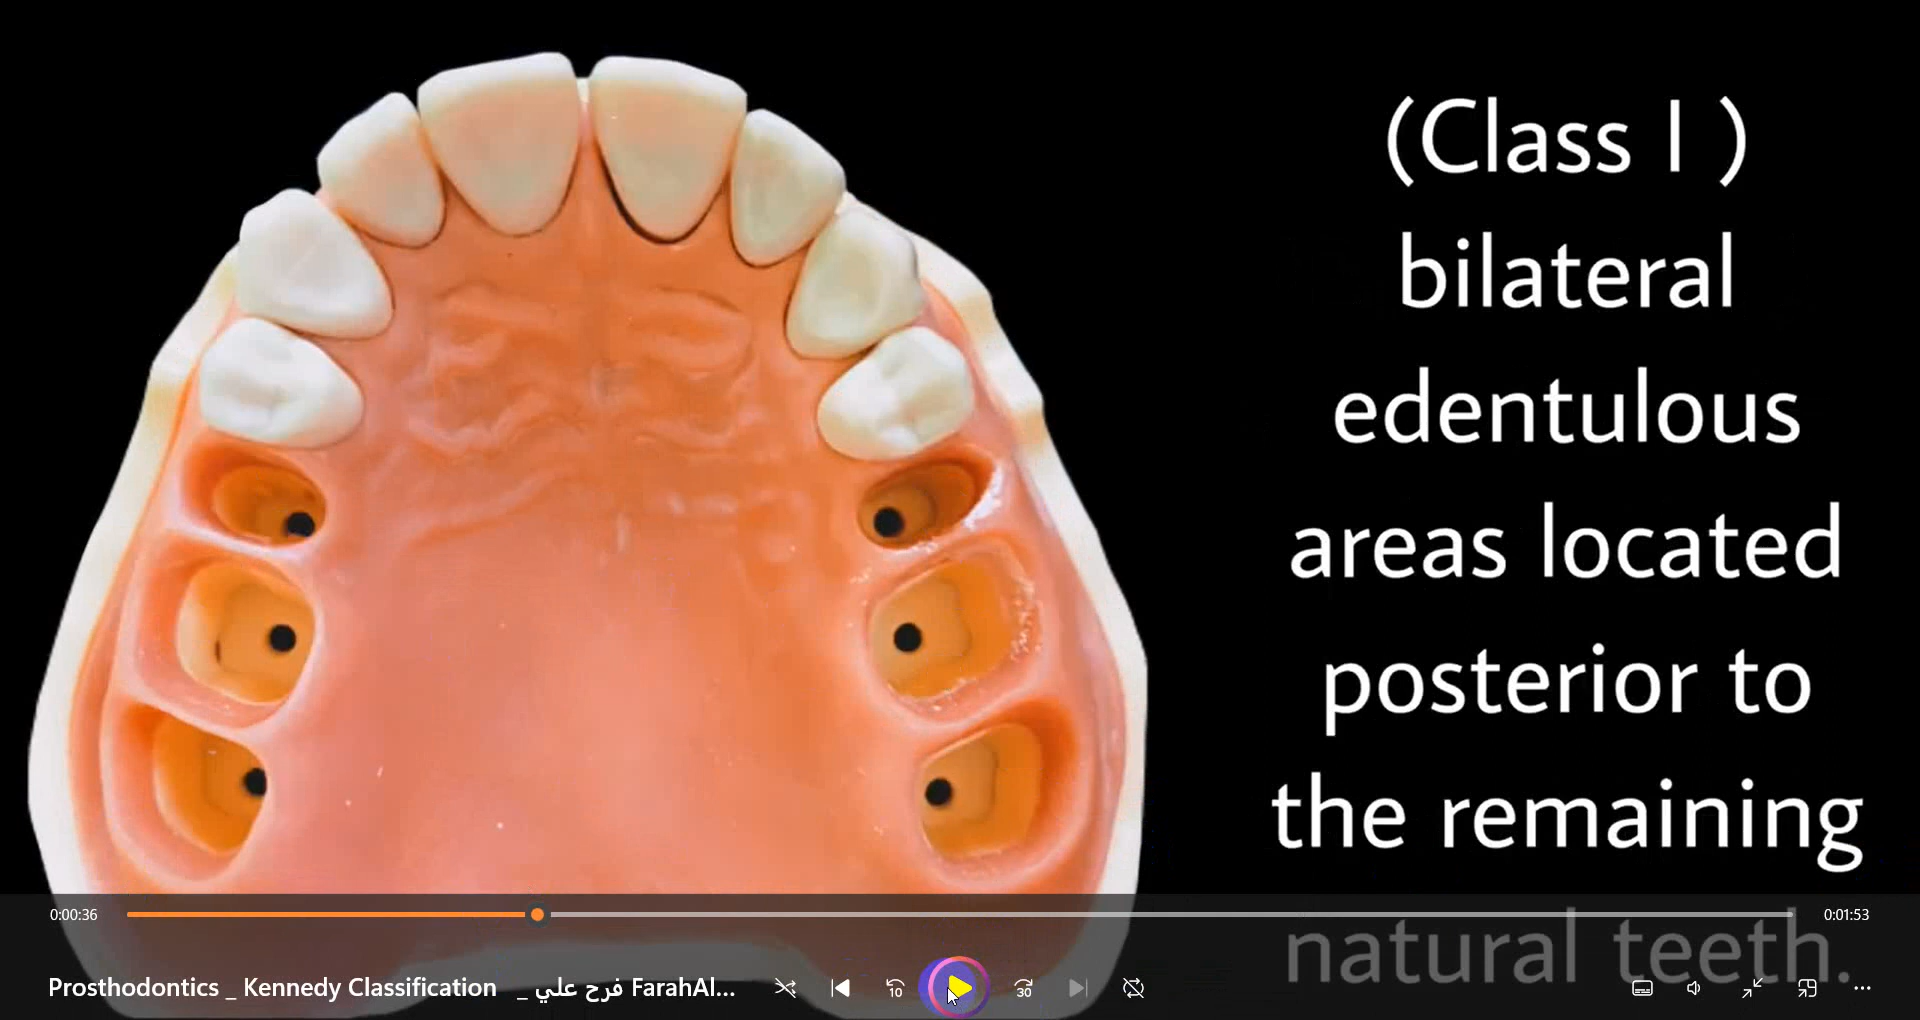 (Class I )
bilateral
edentulous
areas located
posterior to
the remaining
natural teeth.
0:00:36
0:01:53
Prosthodontics _ Kennedy Classification _ فرح علي FarahAl...
10
30